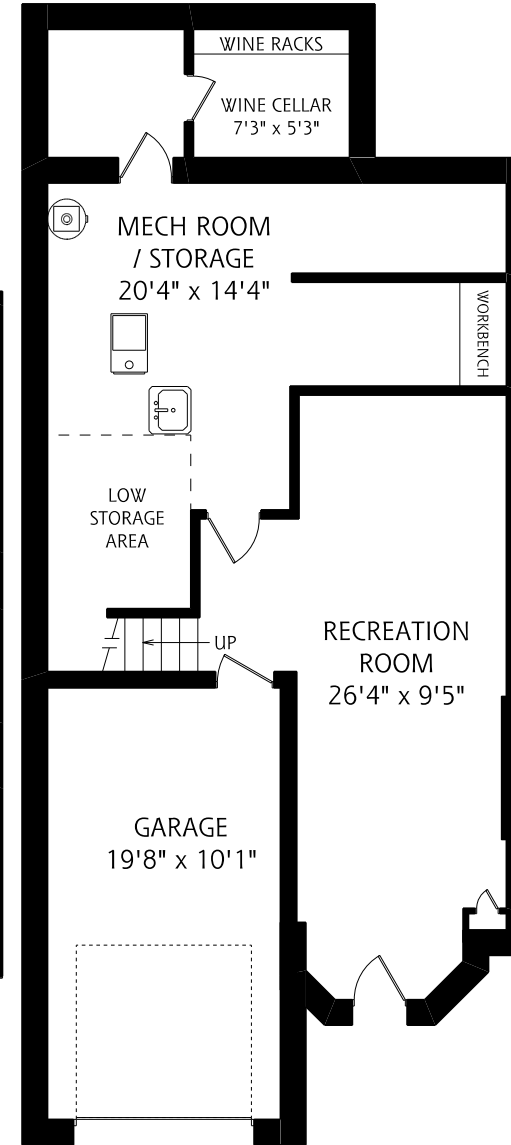 WINE RACKS
WINE CELLAR
7'3" x 5'3"
MECH ROOM
/ STORAGE
20'4" x 14'4"
WORKBENCH
LOW
STORAGE
AREA
UP
RECREATION
ROOM
26'4" x 9'5"
GARAGE
19'8" x 10'1"